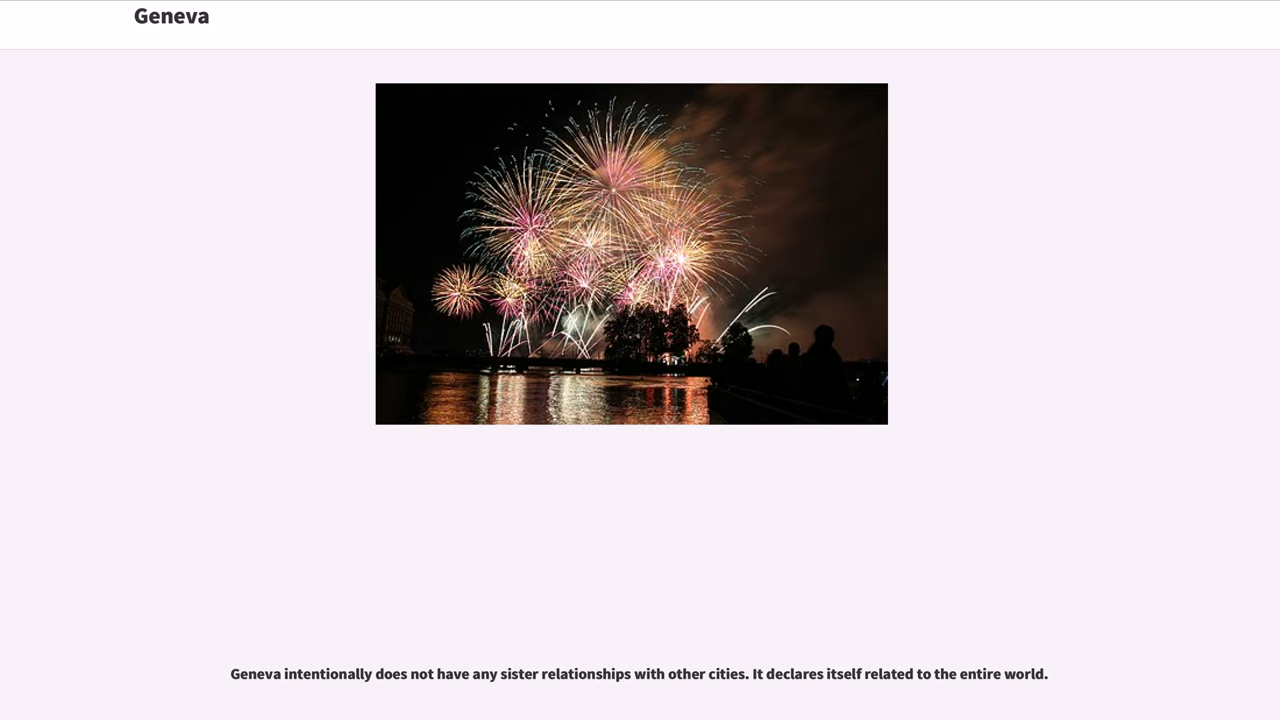 Geneva
Geneva intentionally does not have any sister relationships with other cities. It declares itself related to the entire world.